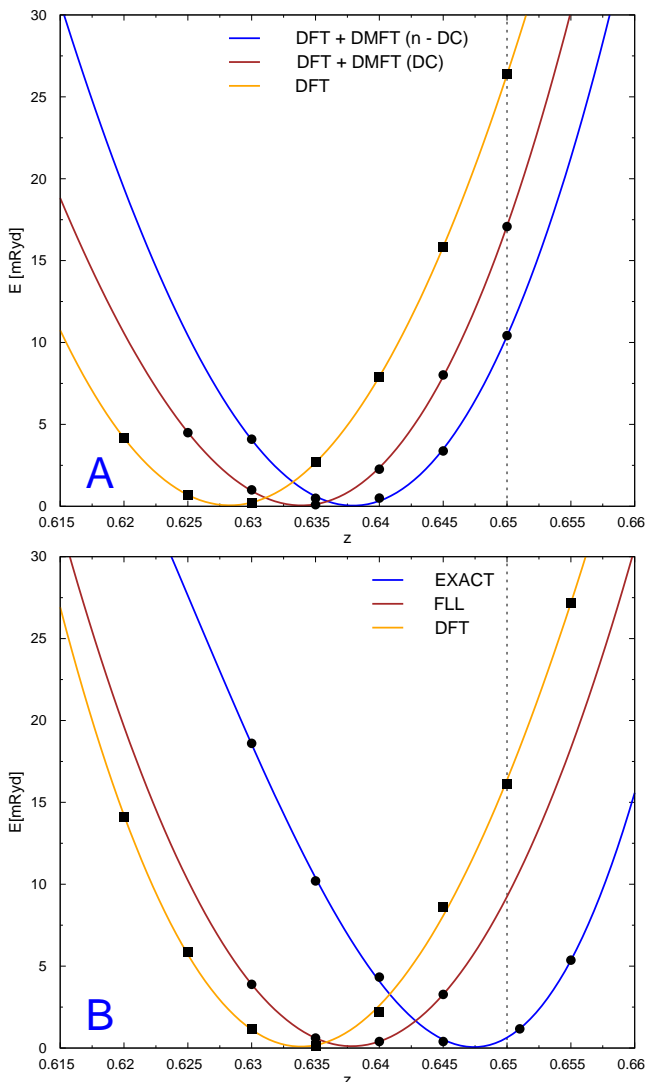 30
25
20
15
10
5
0
E [mRyd]
DFT + DMFT (n - DC)
DFT + DMFT (DC)
DFT
A
0.615 0.62 0.625 0.63 0.635 0.64 0.645 0.65 0.655 0.66
z
30
25
20
15
10
5
0
E[mRyd]
EXACT
FLL
DFT
B
0.615 0.62 0.625 0.63 0.635 0.64 0.645 0.65 0.655 0.66
z